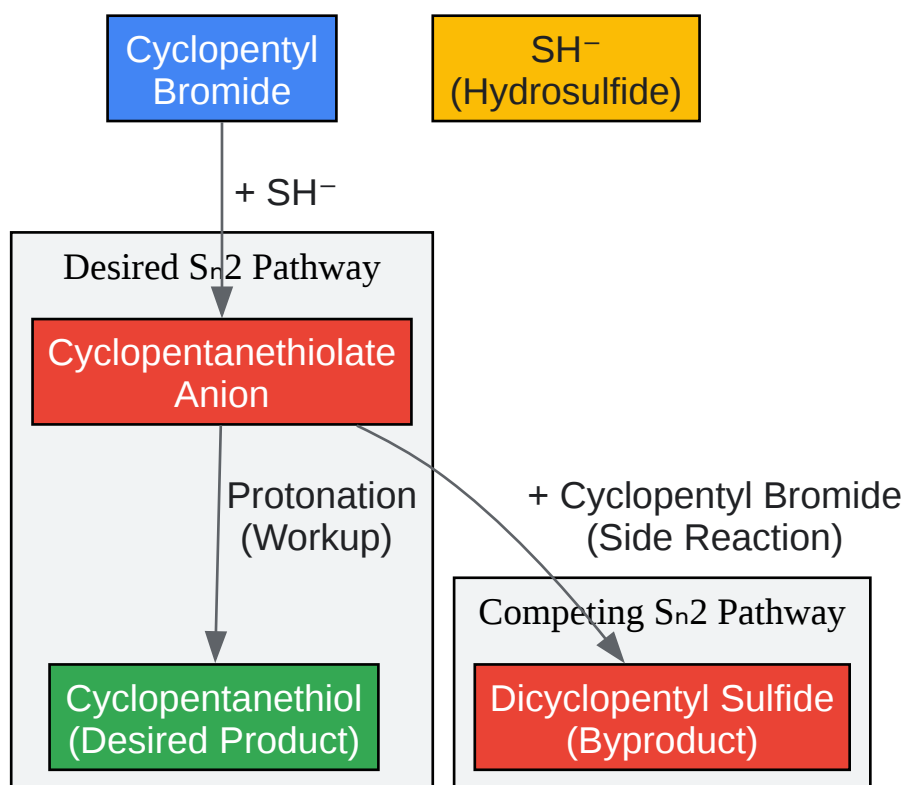 Cyclopentyl
Bromide
SH⁻
(Hydrosulfide)
+ SH⁻
Desired Sₙ2 Pathway
Cyclopentanethiolate
Anion
Protonation
(Workup)
+ Cyclopentyl Bromide
(Side Reaction)
Competing Sₙ2 Pathway
Cyclopentanethiol
(Desired Product)
Dicyclopentyl Sulfide
(Byproduct)